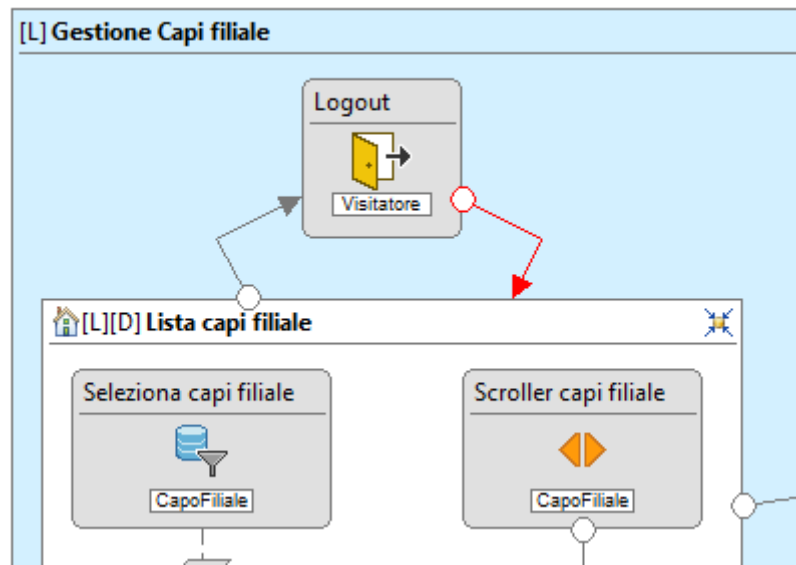 [L] Gestione Capi filiale
Logout
Visitatore
[L][D] Lista capi filiale
Seleziona capi filiale
Scroller capi filiale
CapoFiliale
CapoFiliale